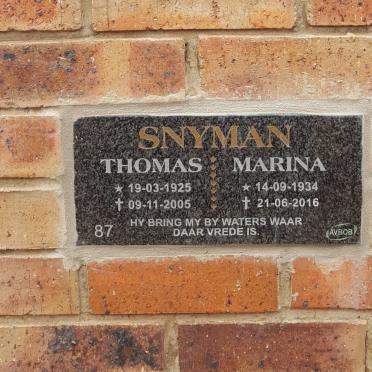 SNYMAN
THOMAS MARINA
★ 19-03-1925 ★ 14-09-1934
✝ 09-11-2005 ✝ 21-06-2016
87 HY BRING MY BY WATERS WAAR
DAAR VREDE IS.
AVBOB